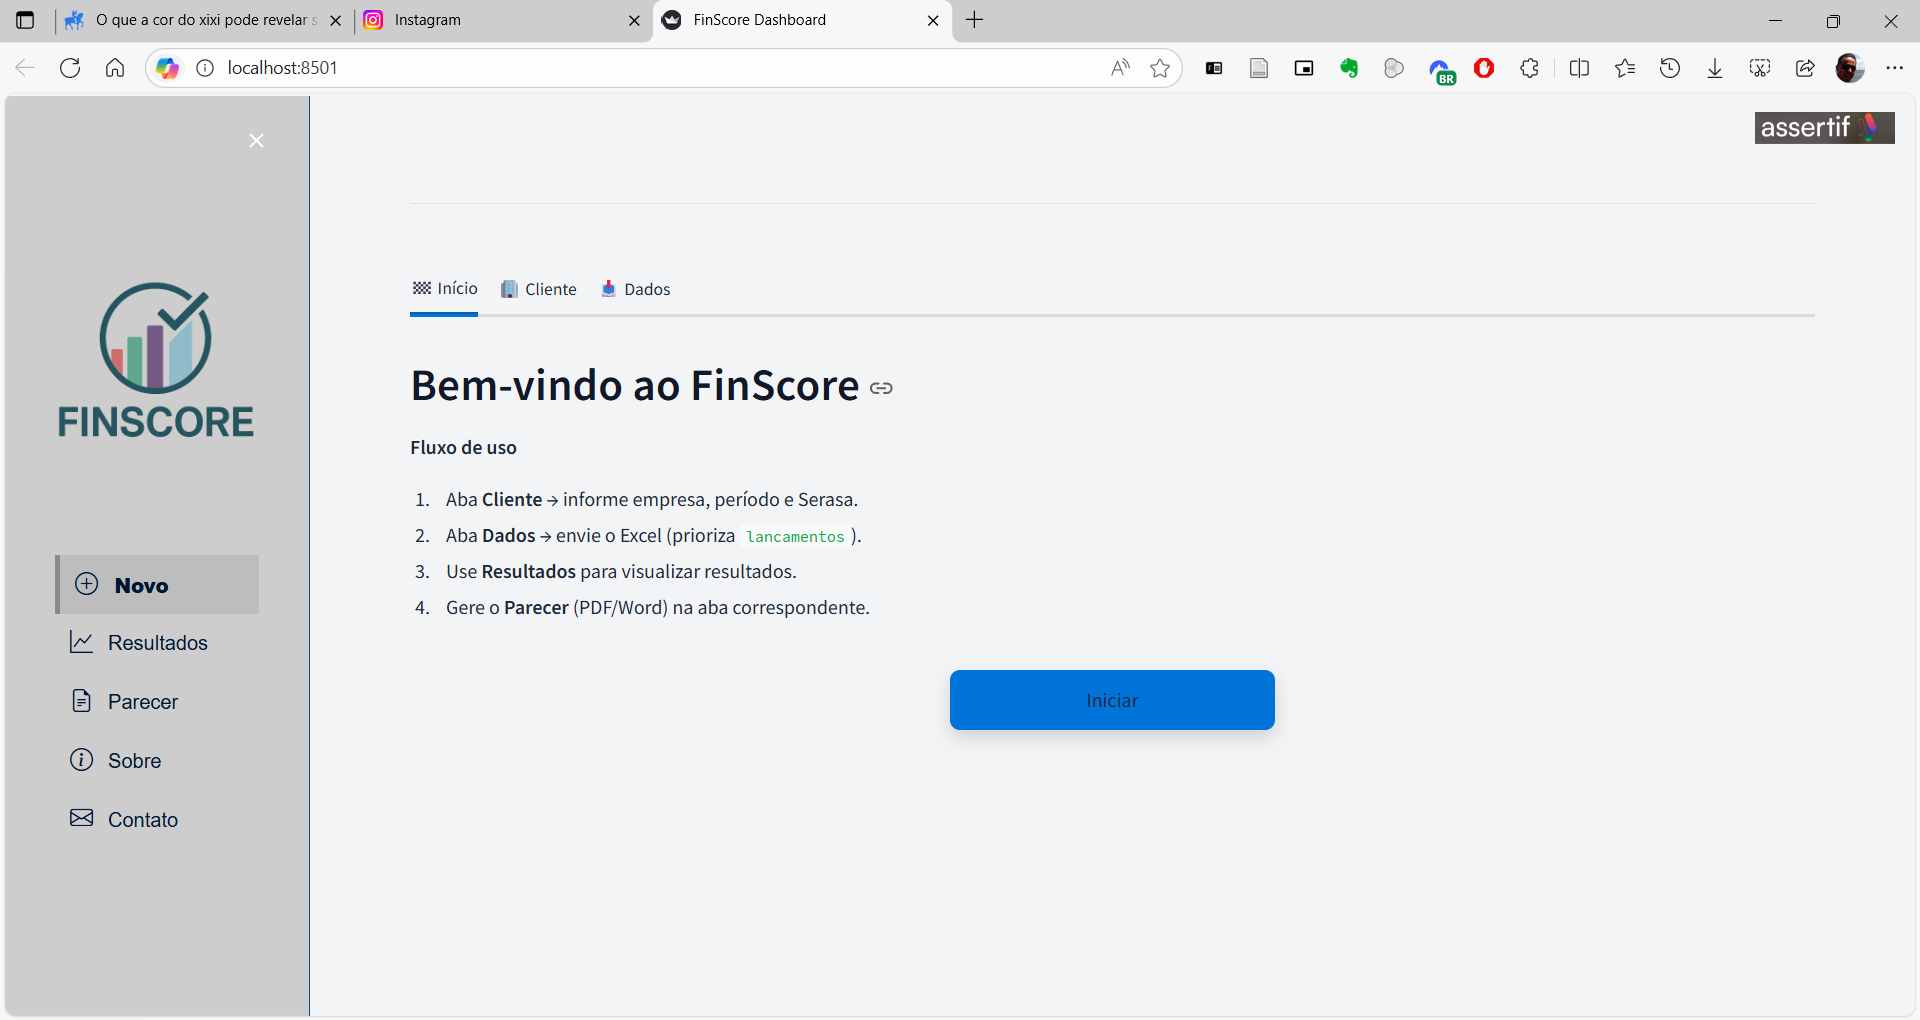 O que a cor do xixi pode revelar s
Instagram
FinScore Dashboard
localhost:8501
BR
assertif
FINSCORE
Novo
Resultados
Parecer
Sobre
Contato
Início
Cliente
Dados
Bem-vindo ao FinScore
Fluxo de uso
1. Aba Cliente → informe empresa, período e Serasa.
2. Aba Dados → envie o Excel (prioriza lancamentos ).
3. Use Resultados para visualizar resultados.
4. Gere o Parecer (PDF/Word) na aba correspondente.
Iniciar